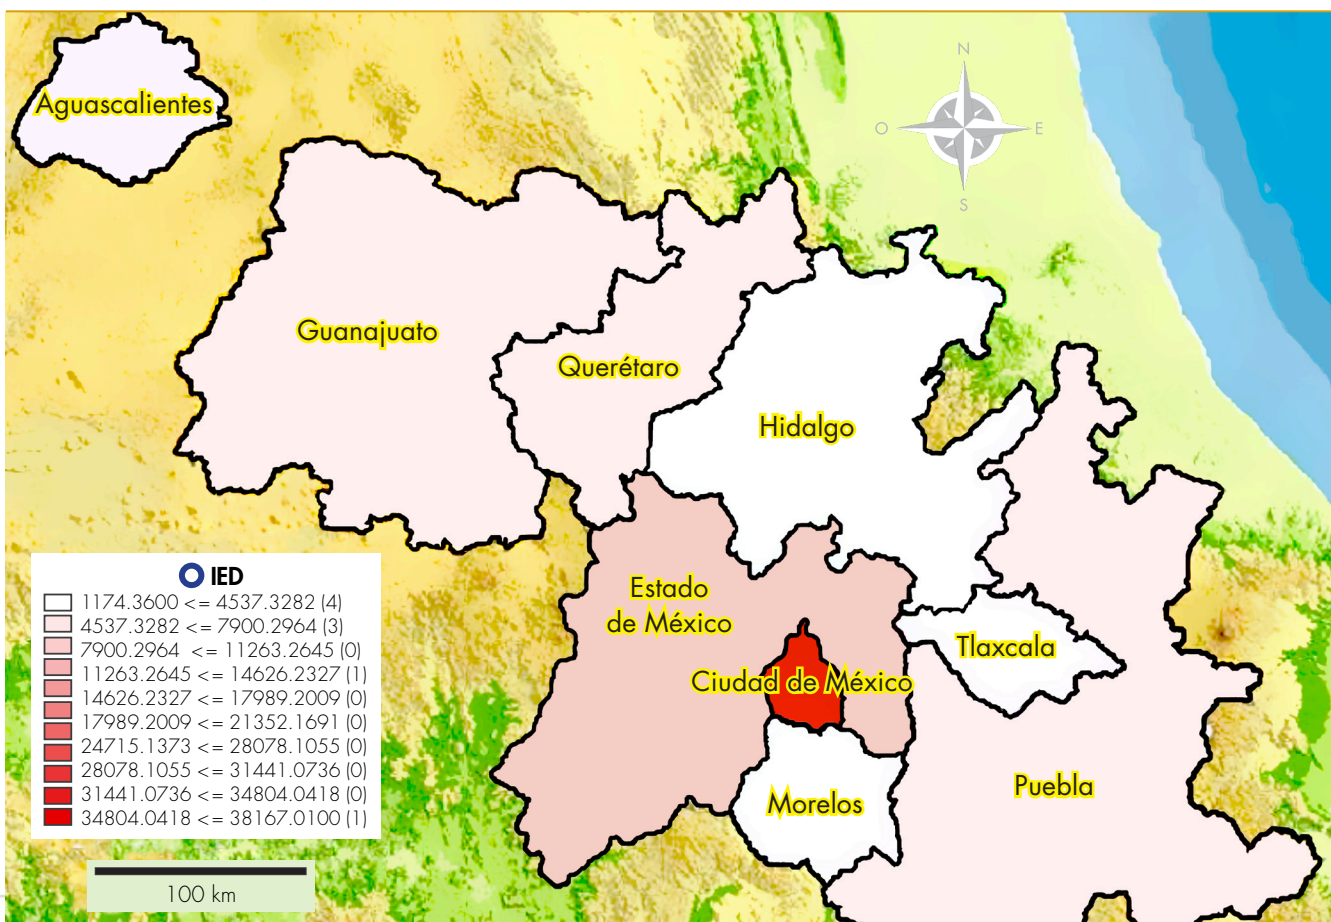 N
O
E
S
Aguascalientes
Guanajuato
Querétaro
Hidalgo
Estado
de México
Tlaxcala
Ciudad de México
Puebla
Morelos
IED
1174.3600 <= 4537.3282 (4)
4537.3282 <= 7900.2964 (3)
7900.2964 <= 11263.2645 (0)
11263.2645 <= 14626.2327 (1)
14626.2327 <= 17989.2009 (0)
17989.2009 <= 21352.1691 (0)
24715.1373 <= 28078.1055 (0)
28078.1055 <= 31441.0736 (0)
31441.0736 <= 34804.0418 (0)
34804.0418 <= 38167.0100 (1)
100 km